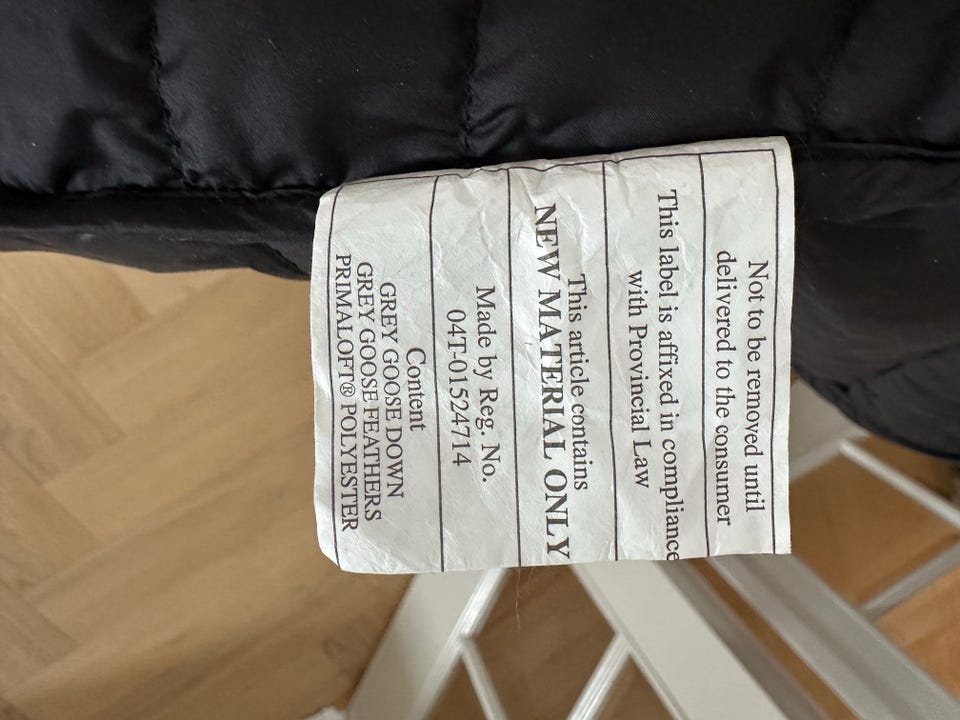 Not to be removed until
delivered to the consumer
This label is affixed in compliance
with Provincial Law
This article contains
NEW MATERIAL ONLY
Made by Reg. No.
04T-01524714
Content
GREY GOOSE DOWN
GREY GOOSE FEATHERS
PRIMALOFT® POLYESTER